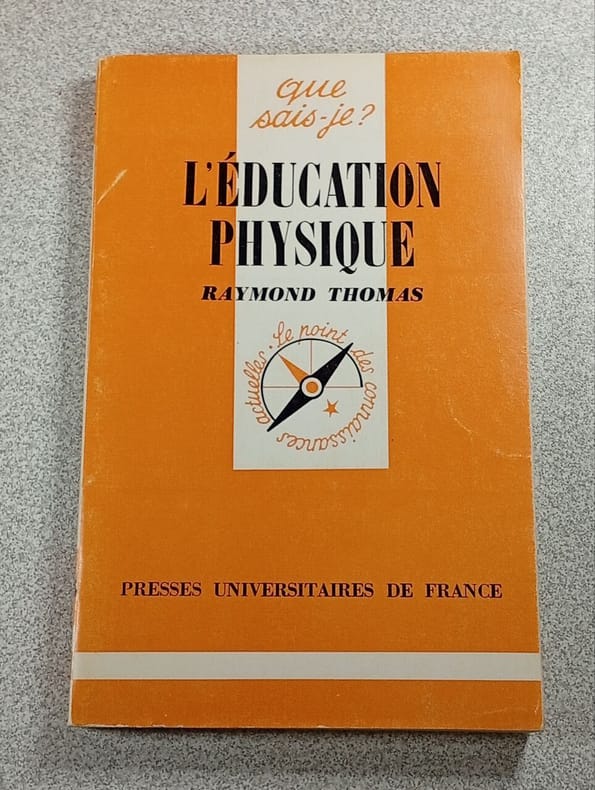 que
sais-je?
L'ÉDUCATION
PHYSIQUE
RAYMOND THOMAS
Le point des connaissances actuelles.
PRESSES UNIVERSITAIRES DE FRANCE